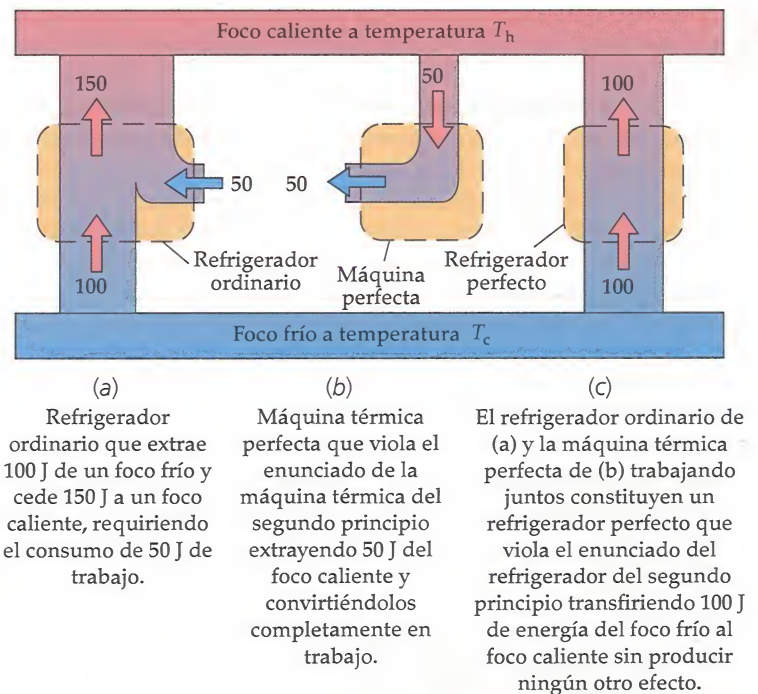 Foco caliente a temperatura Th
150
50
100
50
50
Refrigerador
ordinario
Máquina
perfecta
Refrigerador
perfecto
100
100
Foco frío a temperatura Tc
(a)
Refrigerador
ordinario que extrae
100 J de un foco frío y
cede 150 J a un foco
caliente, requiriendo
el consumo de 50 J de
trabajo.
(b)
Máquina térmica
perfecta que viola el
enunciado de la
máquina térmica del
segundo principio
extrayendo 50 J del
foco caliente y
convirtiéndolos
completamente en
trabajo.
(c)
El refrigerador ordinario de
(a) y la máquina térmica
perfecta de (b) trabajando
juntos constituyen un
refrigerador perfecto que
viola el enunciado del
refrigerador del segundo
principio transfiriendo 100 J
de energía del foco frío al
foco caliente sin producir
ningún otro efecto.